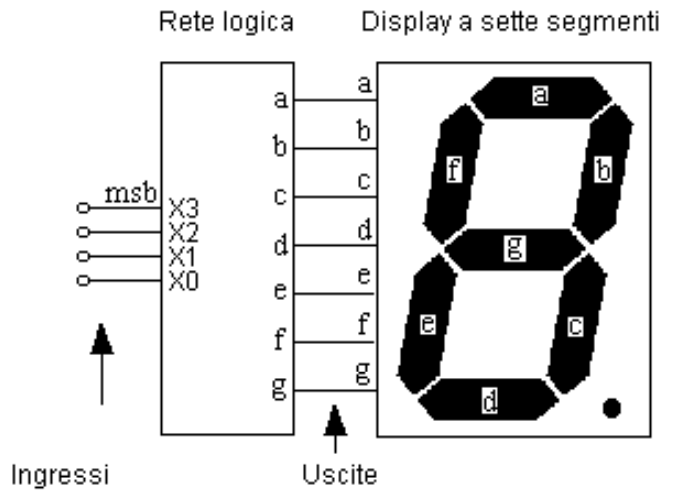 Rete logica
Display a sette segmenti
a
b
c
d
e
f
g
a
b
c
d
e
f
g
msb
X3
X2
X1
X0
a
f
b
g
e
c
d
Ingressi
Uscite